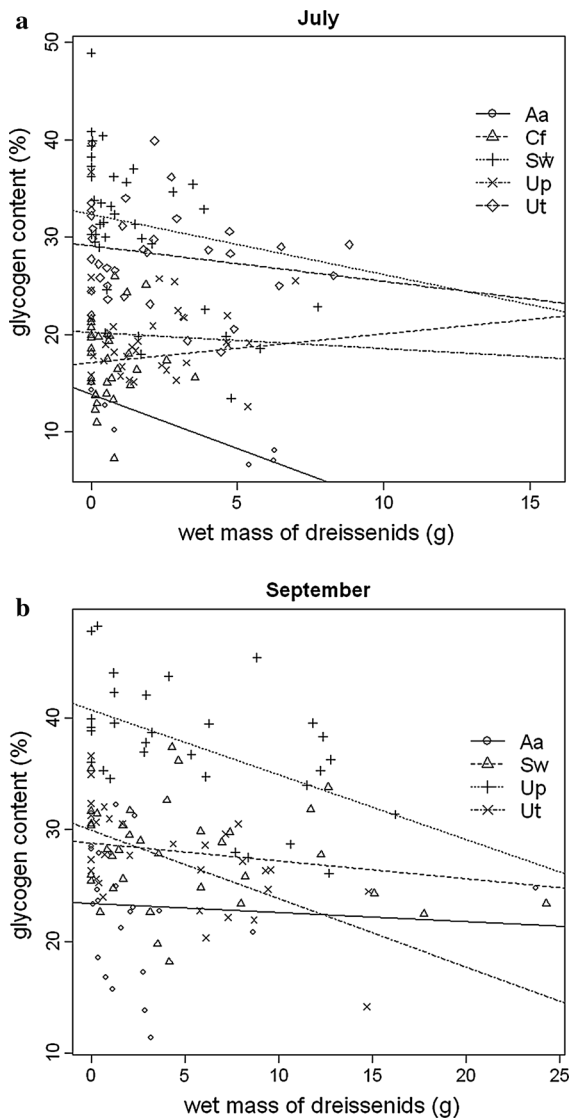 a
July
glycogen content (%)
50
40
30
20
10
Aa
Cf
Sw
Up
Ut
0
5
10
15
wet mass of dreissenids (g)
b
September
glycogen content (%)
40
30
20
10
Aa
Sw
Up
Ut
0
5
10
15
20
25
wet mass of dreissenids (g)